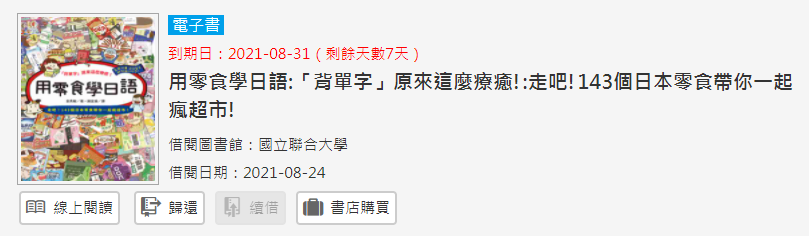 電子書
到期日：2021-08-31 ( 剩餘天數7天 )
用零食學日語:「背單字」原來這麼療癒! :走吧! 143個日本零食帶你一起
瘋超市!
借閱圖書館：國立聯合大學
借閱日期：2021-08-24
用零食學日語
線上閱讀
歸還
續借
書店購買